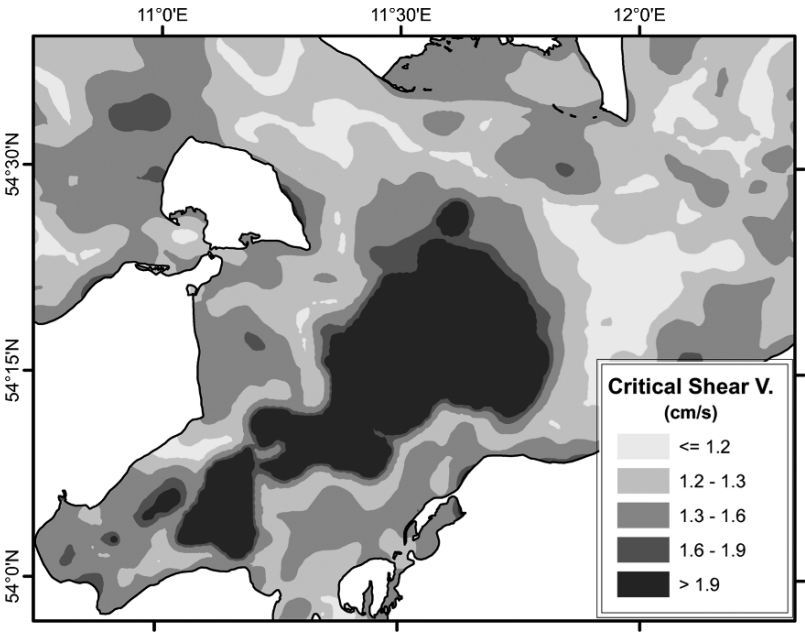 11°0'E 11°30'E 12°0'E
54°30'N
54°15'N
54°0'N
Critical Shear V.
(cm/s)
<= 1.2
1.2 - 1.3
1.3 - 1.6
1.6 - 1.9
> 1.9